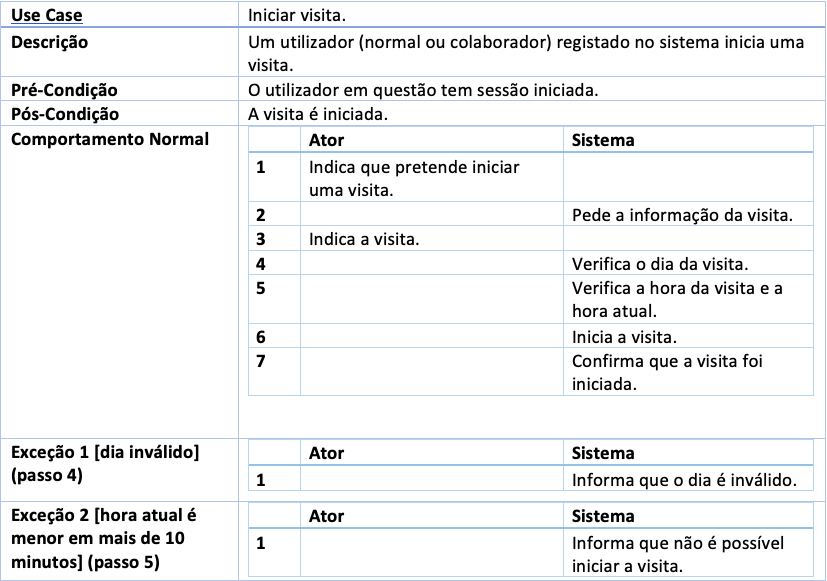 Use Case
Iniciar visita.
Descrição
Um utilizador (normal ou colaborador) registado no sistema inicia uma
visita.
Pré-Condição
O utilizador em questão tem sessão iniciada.
Pós-Condição
A visita é iniciada.
Comportamento Normal
Ator
Sistema
1
Indica que pretende iniciar
uma visita.
2
Pede a informação da visita.
3
Indica a visita.
4
Verifica o dia da visita.
5
Verifica a hora da visita e a
hora atual.
6
Inicia a visita.
7
Confirma que a visita foi
iniciada.
Exceção 1 [dia inválido]
(passo 4)
Ator
Sistema
1
Informa que o dia é inválido.
Exceção 2 [hora atual é
menor em mais de 10
minutos] (passo 5)
Ator
Sistema
1
Informa que não é possível
iniciar a visita.